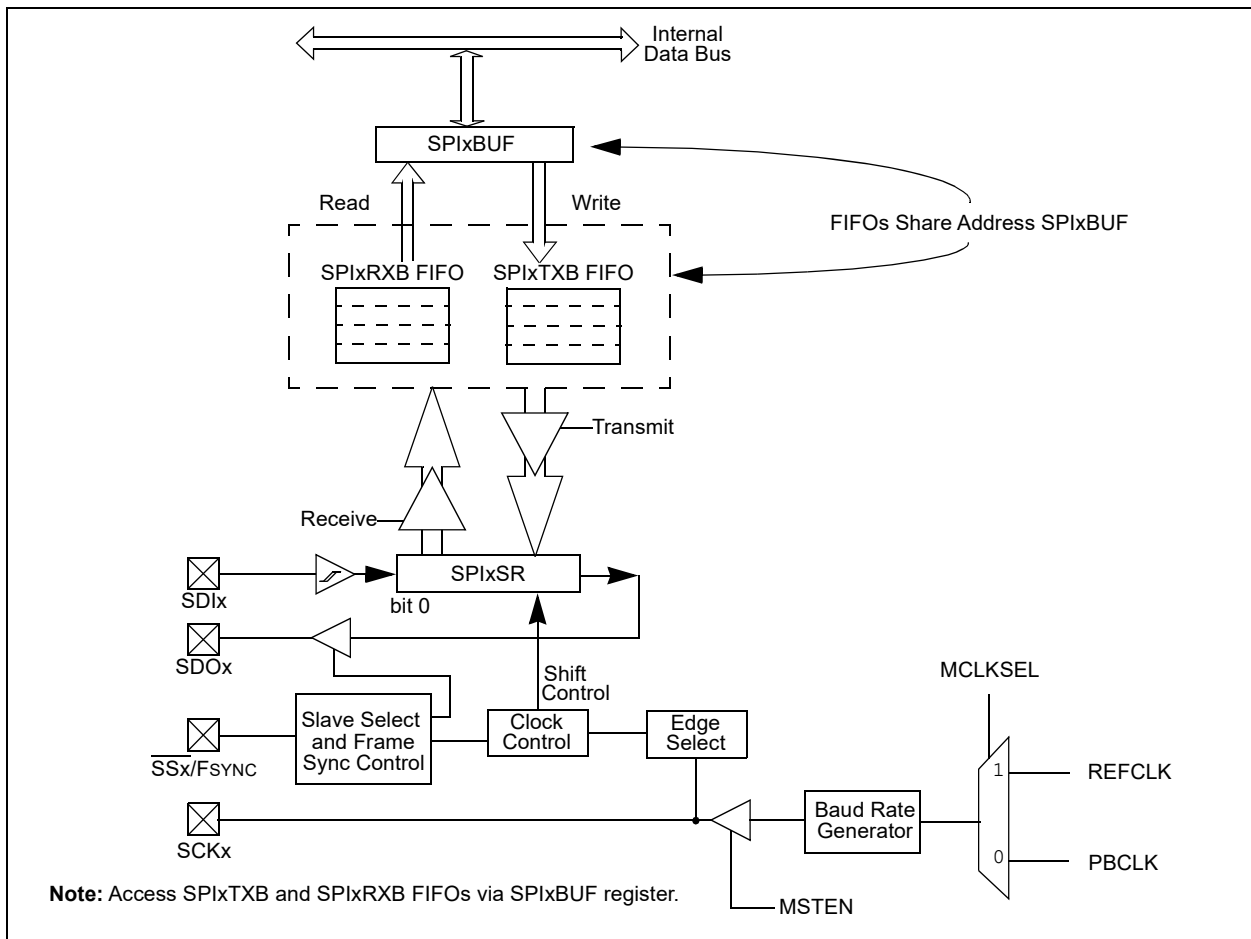 Internal
Data Bus
SPIxBUF
Read
Write
FIFOs Share Address SPIxBUF
SPIxRXB FIFO
SPIxTXB FIFO
Transmit
Receive
SPIxSR
SDIx
bit 0
SDOx
Shift
Control
MCLKSEL
Slave Select
and Frame
Sync Control
Clock
Control
Edge
Select
SSx/FSYNC
1
REFCLK
Baud Rate
Generator
SCKx
0
PBCLK
Note: Access SPIxTXB and SPIxRXB FIFOs via SPIxBUF register.
MSTEN